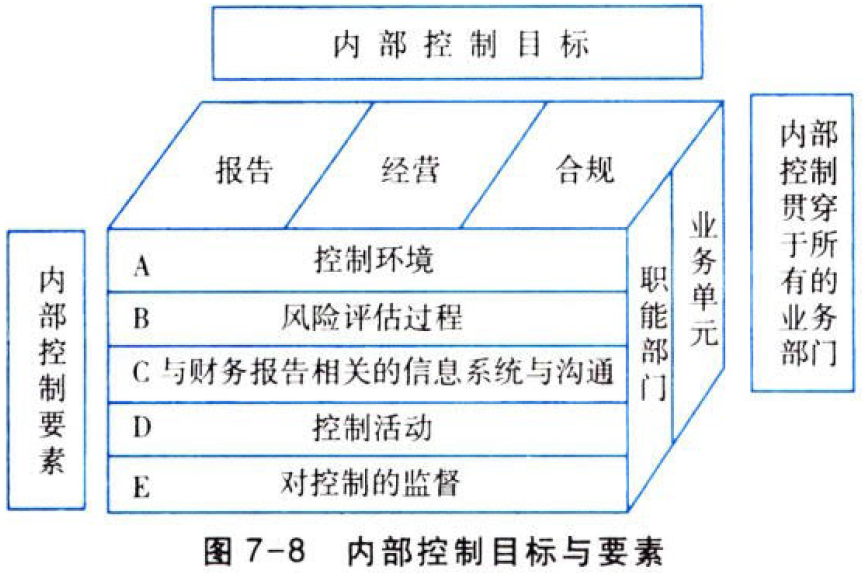 内部控制目标
报告 经营 合规
内部控制要素
A 控制环境
B 风险评估过程
C 与财务报告相关的信息系统与沟通
D 控制活动
E 对控制的监督
职能部门
业务单元
内部
控制
贯穿
于所
有的
业务
部门
图 7-8 内部控制目标与要素